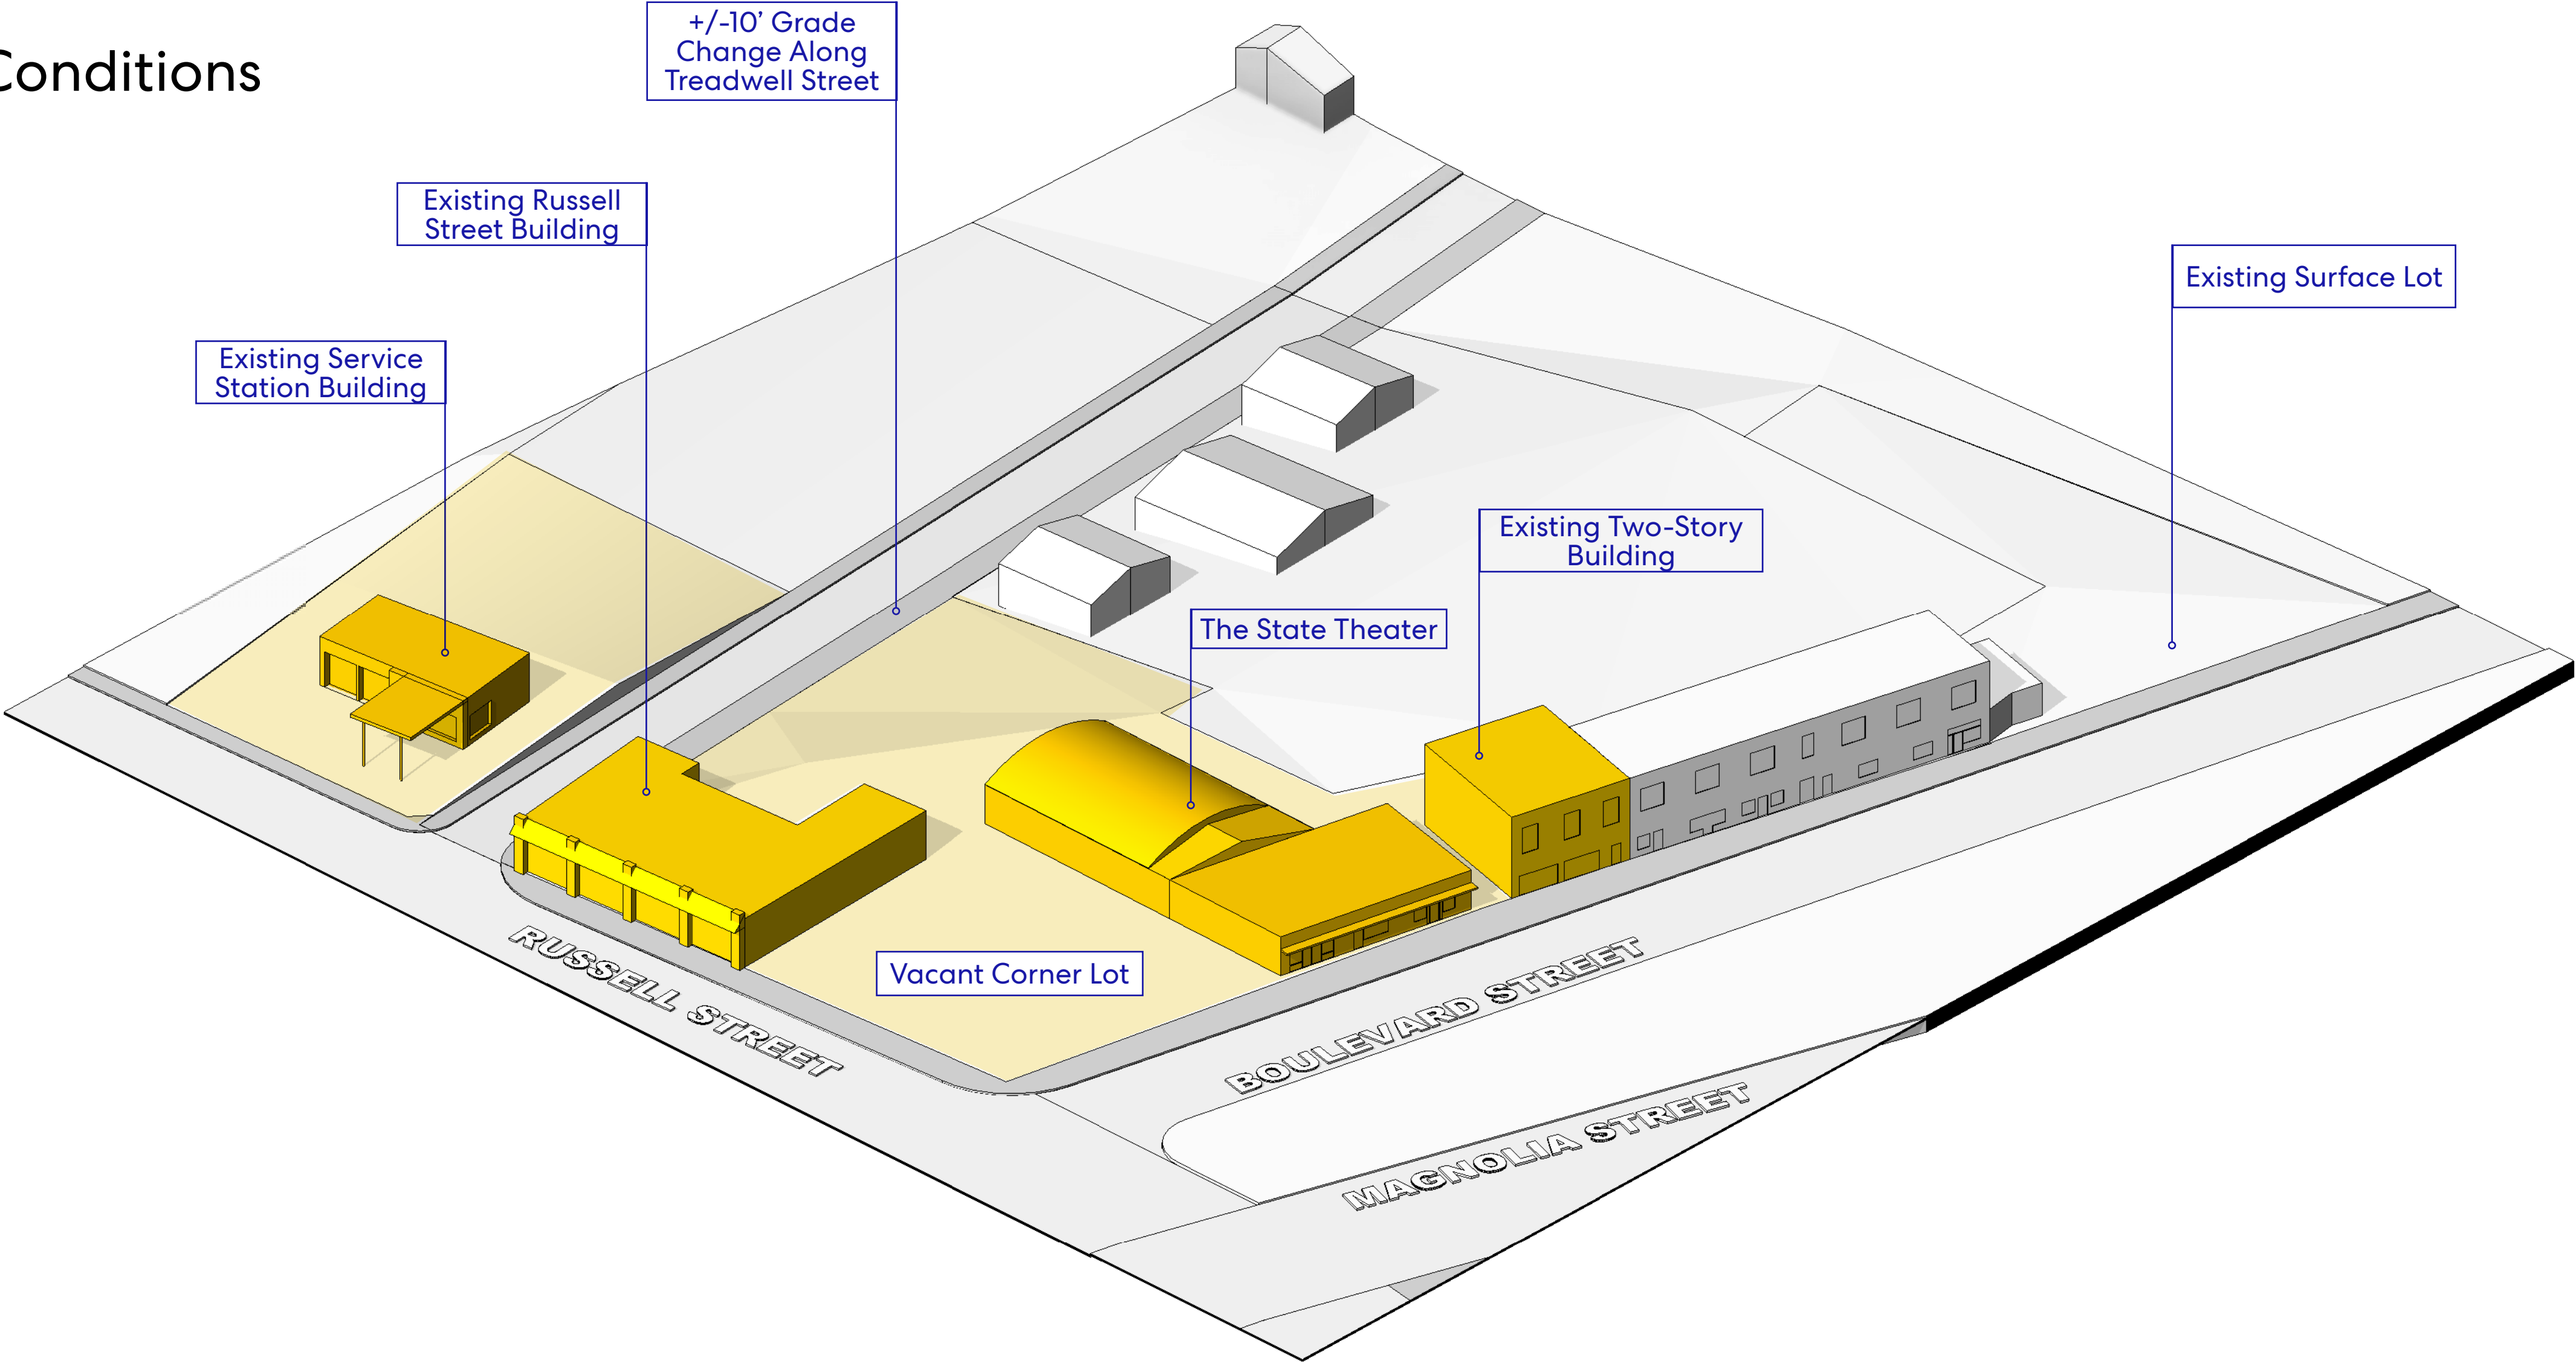 Conditions
+/-10’ Grade
Change Along
Treadwell Street
Existing Russell
Street Building
Existing Surface Lot
Existing Service
Station Building
Existing Two-Story
Building
The State Theater
Vacant Corner Lot
RUSSELL STREET
BOULEVARD STREET
MAGNOLIA STREET